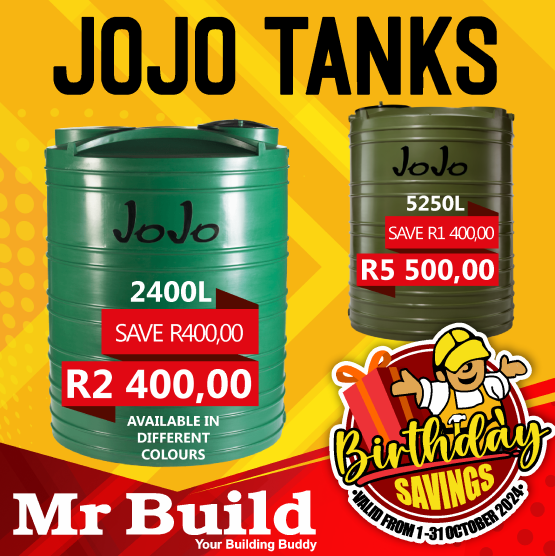 JOJO TANKS
JoJo
2400L
SAVE R400,00
R2 400,00
AVAILABLE IN
DIFFERENT
COLOURS
JoJo
5250L
SAVE R1 400,00
R5 500,00
Birthday
SAVINGS
•VALID FROM 1-31 OCTOBER 2024•
Mr Build
Your Building Buddy